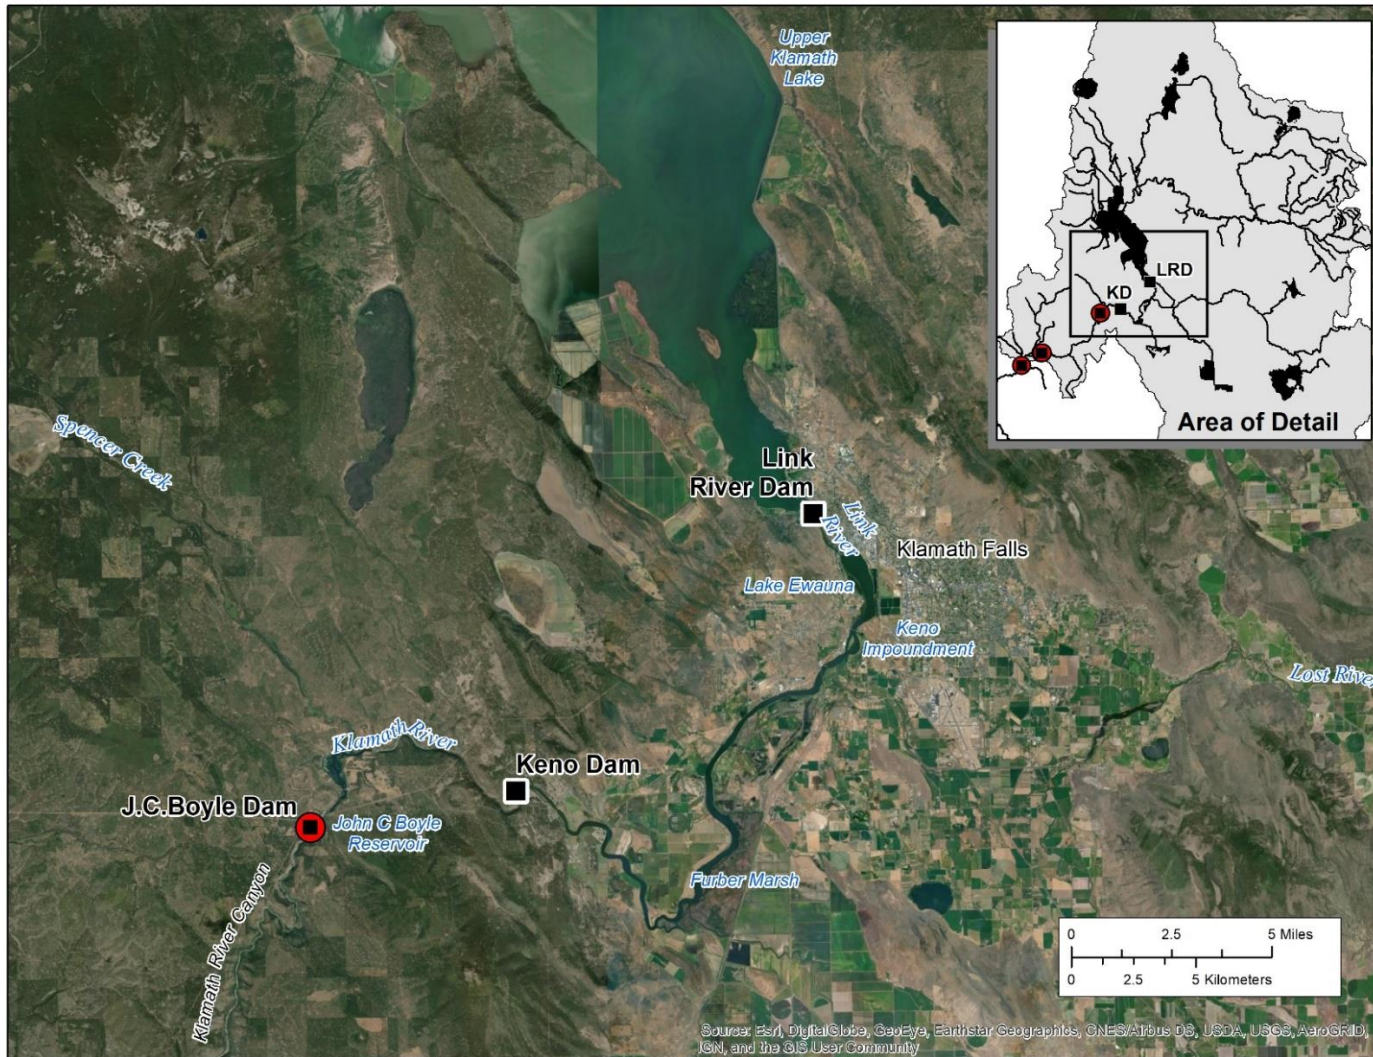 Upper
Klamath
Lake
LRD
KD
Area of Detail
Spencer Creek
Link
River Dam
Link
River
Klamath Falls
Lake Ewauna
Keno
Impoundment
Lost River
Klamath River
Keno Dam
J.C.Boyle Dam
John C Boyle
Reservoir
Furber Marsh
Klamath River Canyon
0 2.5 5 Miles
0 2.5 5 Kilometers
Source: Esri, DigitalGlobe, GeoEye, Earthstar Geographics, CNES/Airbus DS, USDA, USGS, AeroGRID,
IGN, and the GIS User Community